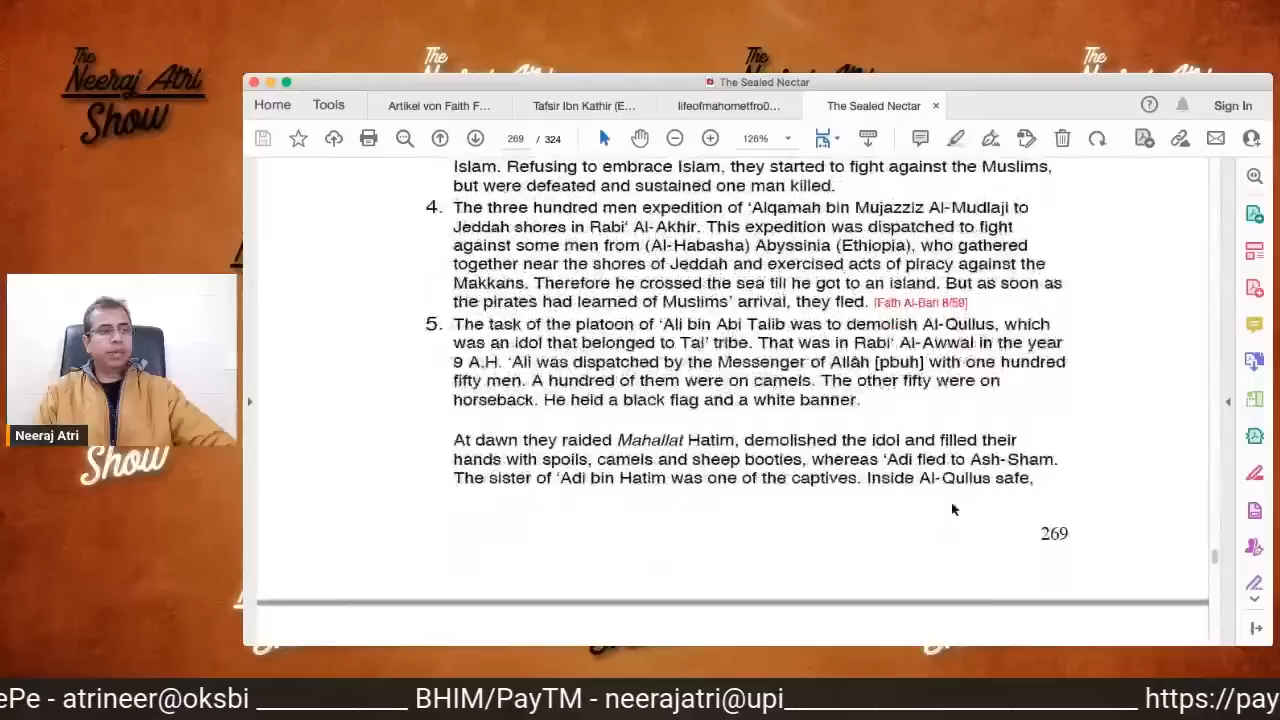 The
Neeraj Atri
Show
The
The
The
The Sealed Nectar
Home
Tools
Artikel von Faith F...
Tafsir Ibn Kathir (E...
lifeofmahometfro0...
The Sealed Nectar
×
Sign In
269 / 324
126%
Islam. Refusing to embrace Islam, they started to fight against the Muslims,
but were defeated and sustained one man killed.
4. The three hundred men expedition of ‘Alqamah bin Mujazziz Al-Mudlaji to
Jeddah shores in Rabi‘ Al-Akhir. This expedition was dispatched to fight
against some men from (Al-Habasha) Abyssinia (Ethiopia), who gathered
together near the shores of Jeddah and exercised acts of piracy against the
Makkans. Therefore he crossed the sea till he got to an island. But as soon as
the pirates had learned of Muslims’ arrival, they fled. [Fath Al-Bari 8/59]
5. The task of the platoon of ‘Ali bin Abi Talib was to demolish Al-Qullus, which
was an idol that belonged to Tai’ tribe. That was in Rabi‘ Al-Awwal in the year
9 A.H. ‘Ali was dispatched by the Messenger of Allâh [pbuh] with one hundred
fifty men. A hundred of them were on camels. The other fifty were on
horseback. He held a black flag and a white banner.
At dawn they raided Mahallat Hatim, demolished the idol and filled their
hands with spoils, camels and sheep booties, whereas ‘Adi fled to Ash-Sham.
The sister of ‘Adi bin Hatim was one of the captives. Inside Al-Qullus safe,
269
Neeraj Atri
Show
ePe - atrineer@oksbi ____________ BHIM/PayTM - neerajatri@upi________________________________ https://pay